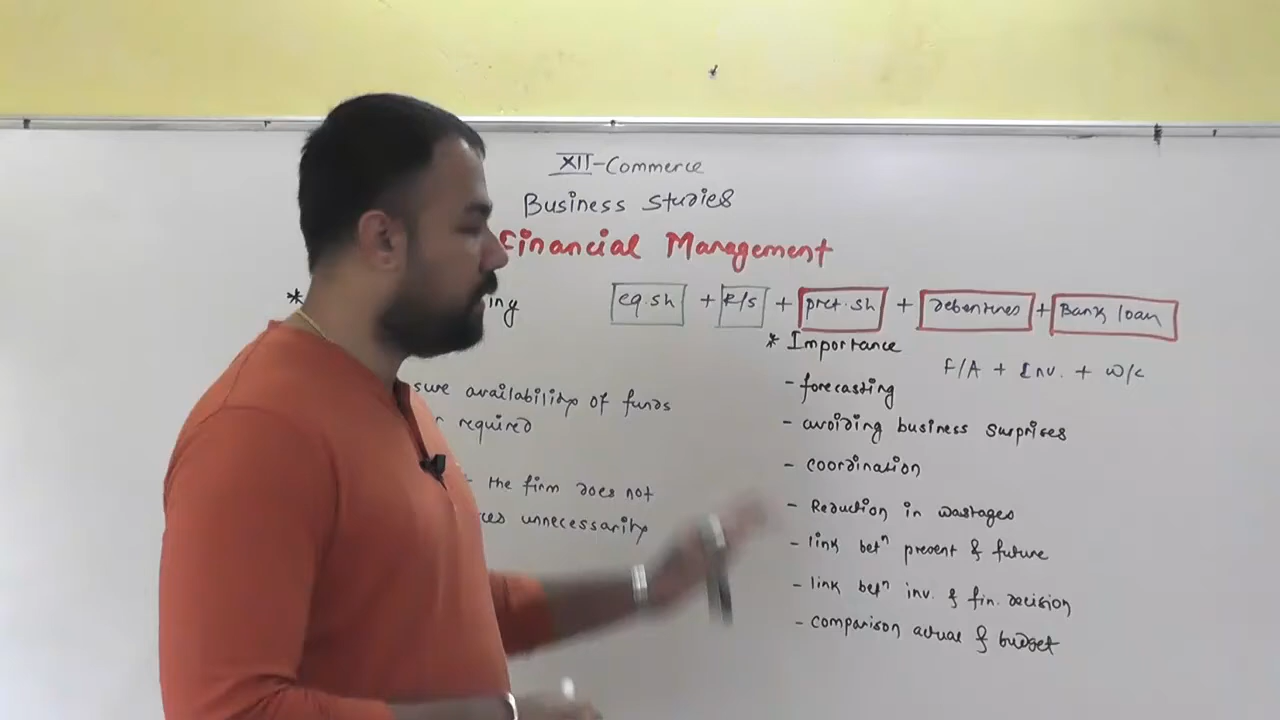 XII-Commerce
Business Studies
Financial Management
* ing
eq.sh + R/S + pref.sh + debentures + Bank loan
F/A + Inv. + W/C
sure availability of funds
required
the firm does not
ces unnecessarily
* Importance
- forecasting
- avoiding business surprises
- coordination
- Reduction in wastages
- link betⁿ present & future
- link betⁿ inv. & fin. decision
- comparison actual & budget